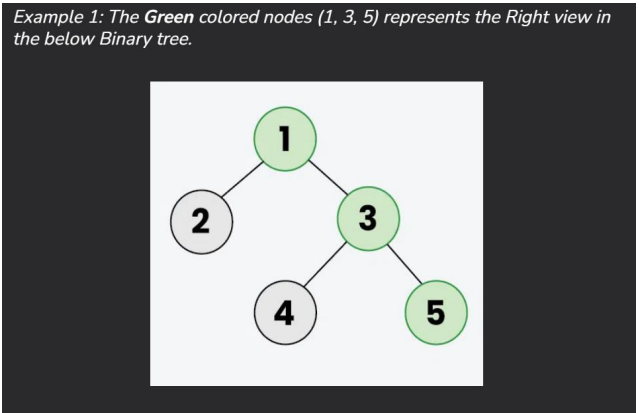 Example 1: The Green colored nodes (1, 3, 5) represents the Right view in
the below Binary tree.
1
2
3
4
5